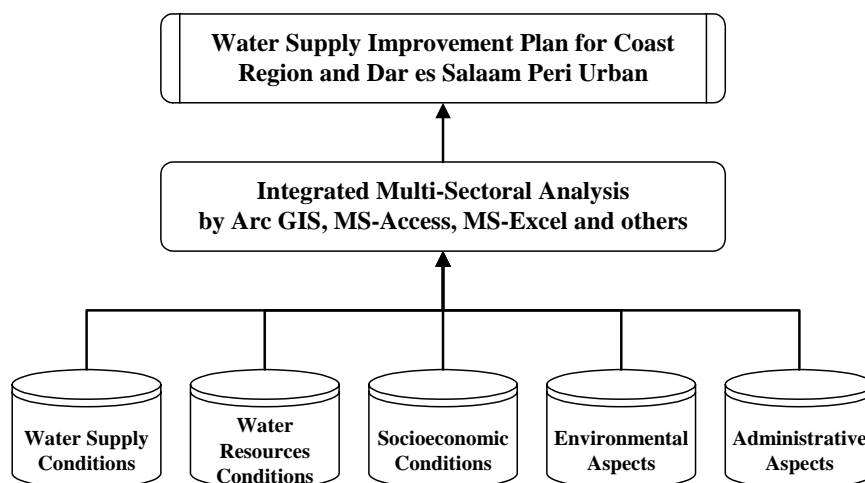 Water Supply Improvement Plan for Coast
Region and Dar es Salaam Peri Urban
Integrated Multi-Sectoral Analysis
by Arc GIS, MS-Access, MS-Excel and others
Water Supply
Conditions
Water
Resources
Conditions
Socioeconomic
Conditions
Environmental
Aspects
Administrative
Aspects